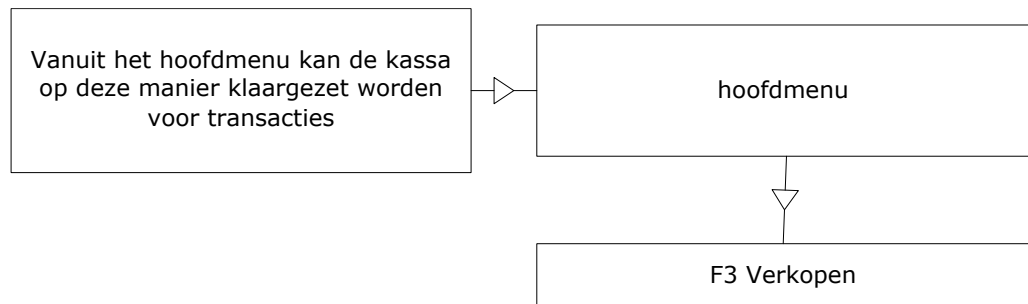 Vanuit het hoofdmenu kan de kassa
op deze manier klaargezet worden
voor transacties
hoofdmenu
F3 Verkopen